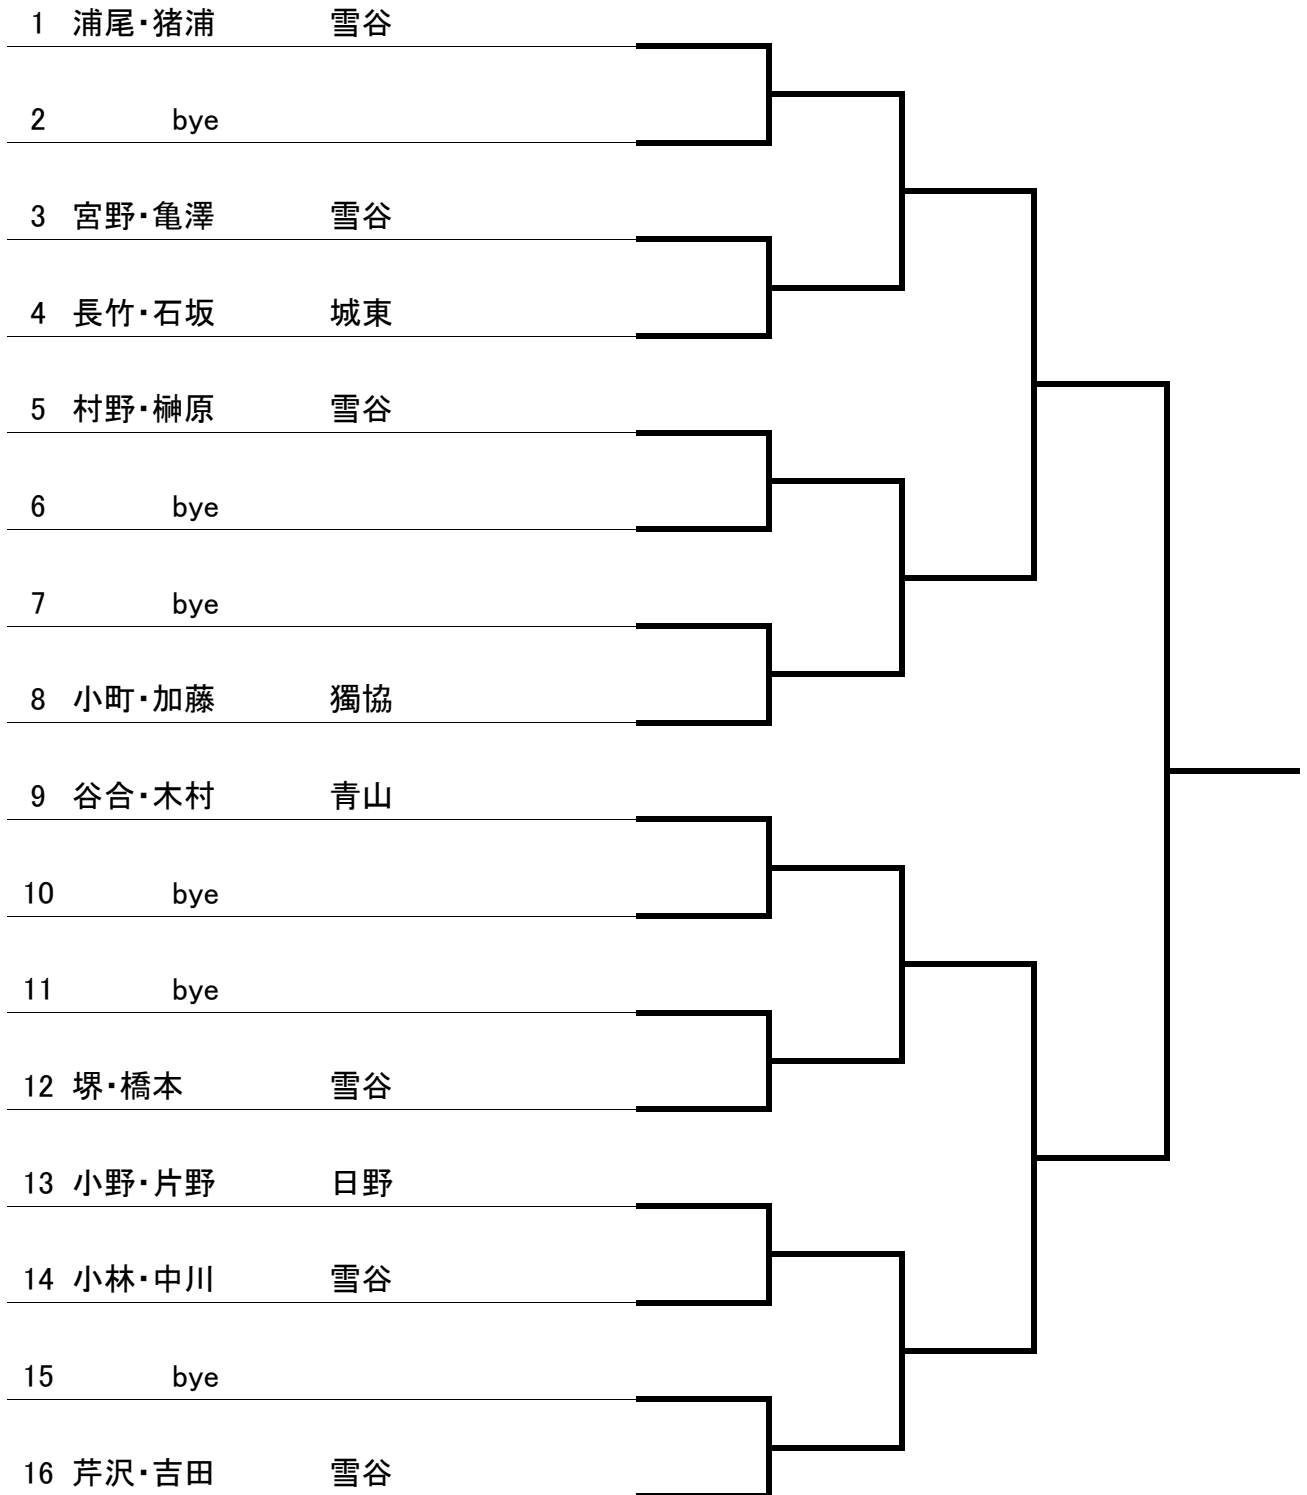 1 浦尾・猪浦 雪谷
2 bye
3 宮野・亀澤 雪谷
4 長竹・石坂 城東
5 村野・榊原 雪谷
6 bye
7 bye
8 小町・加藤 獨協
9 谷合・木村 青山
10 bye
11 bye
12 堺・橋本 雪谷
13 小野・片野 日野
14 小林・中川 雪谷
15 bye
16 芹沢・吉田 雪谷